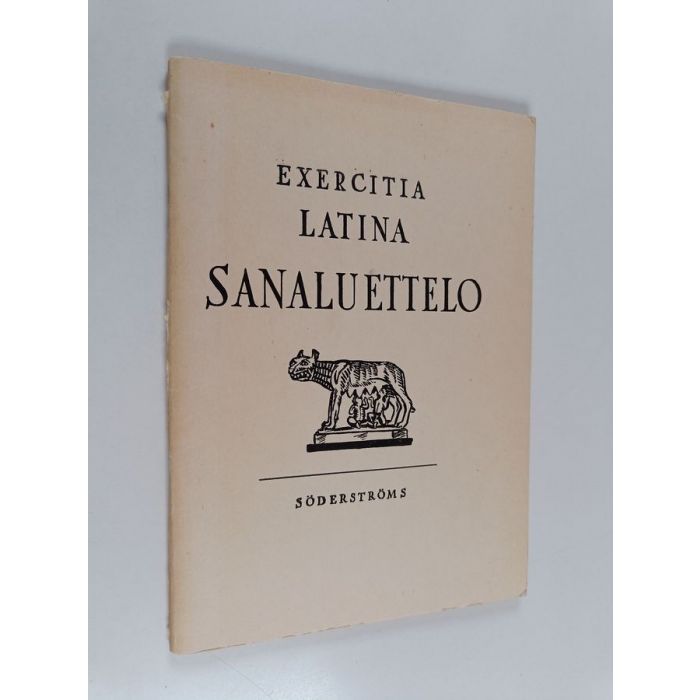 EXERCITIA
LATINA
SANALUETTELO
SÖDERSTRÖMS